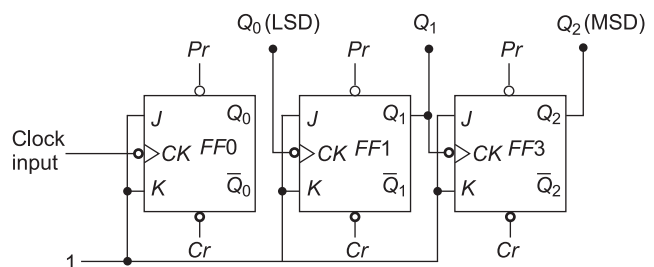 Q0 (LSD) Q1 Q2 (MSD)
Pr Pr Pr
J Q0 J Q1 J Q2
Clock input
CK FF0 CK FF1 CK FF3
K Q̅0 K Q̅1 K Q̅2
Cr Cr Cr
1